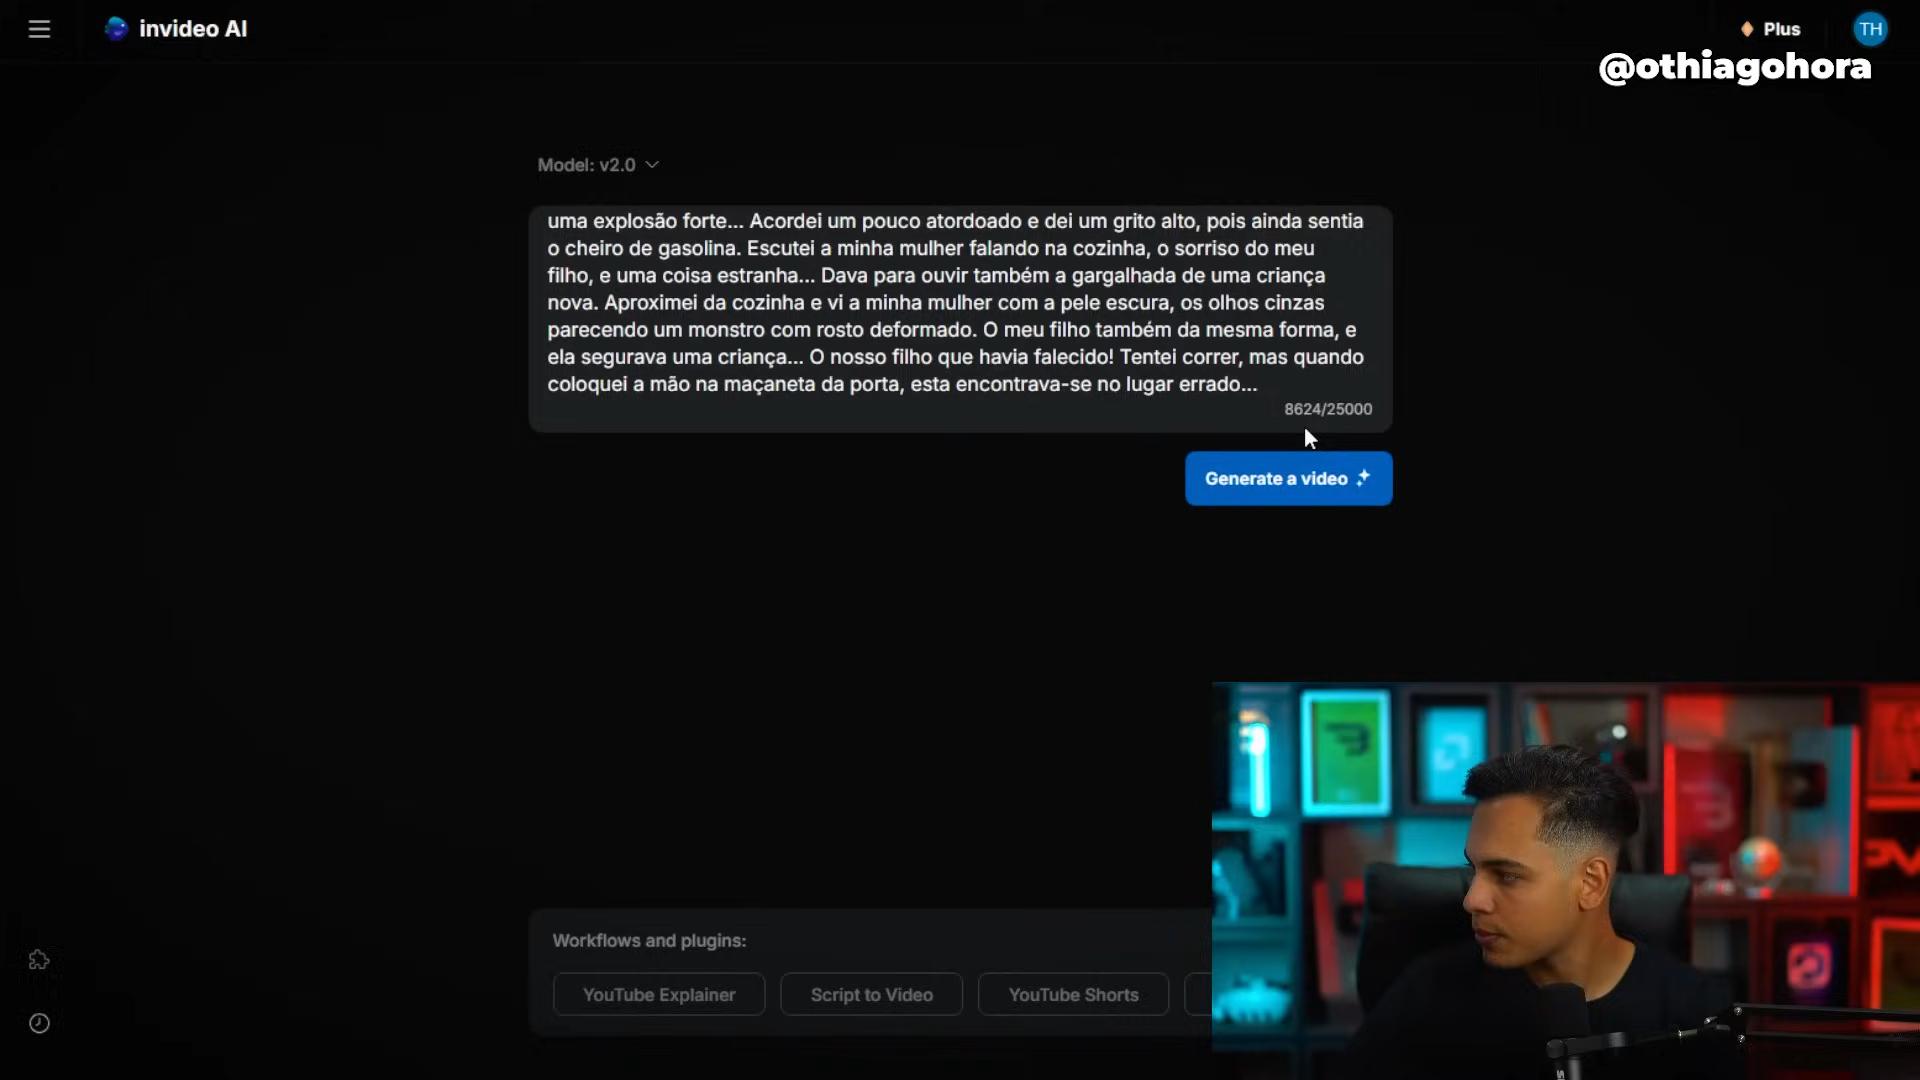 invideo AI
Plus
TH
@othiagohora
Model: v2.0
uma explosão forte... Acordei um pouco atordoado e dei um grito alto, pois ainda sentia
o cheiro de gasolina. Escutei a minha mulher falando na cozinha, o sorriso do meu
filho, e uma coisa estranha... Dava para ouvir também a gargalhada de uma criança
nova. Aproximei da cozinha e vi a minha mulher com a pele escura, os olhos cinzas
parecendo um monstro com rosto deformado. O meu filho também da mesma forma, e
ela segurava uma criança... O nosso filho que havia falecido! Tentei correr, mas quando
coloquei a mão na maçaneta da porta, esta encontrava-se no lugar errado...
8624/25000
Generate a video
Workflows and plugins:
YouTube Explainer
Script to Video
YouTube Shorts